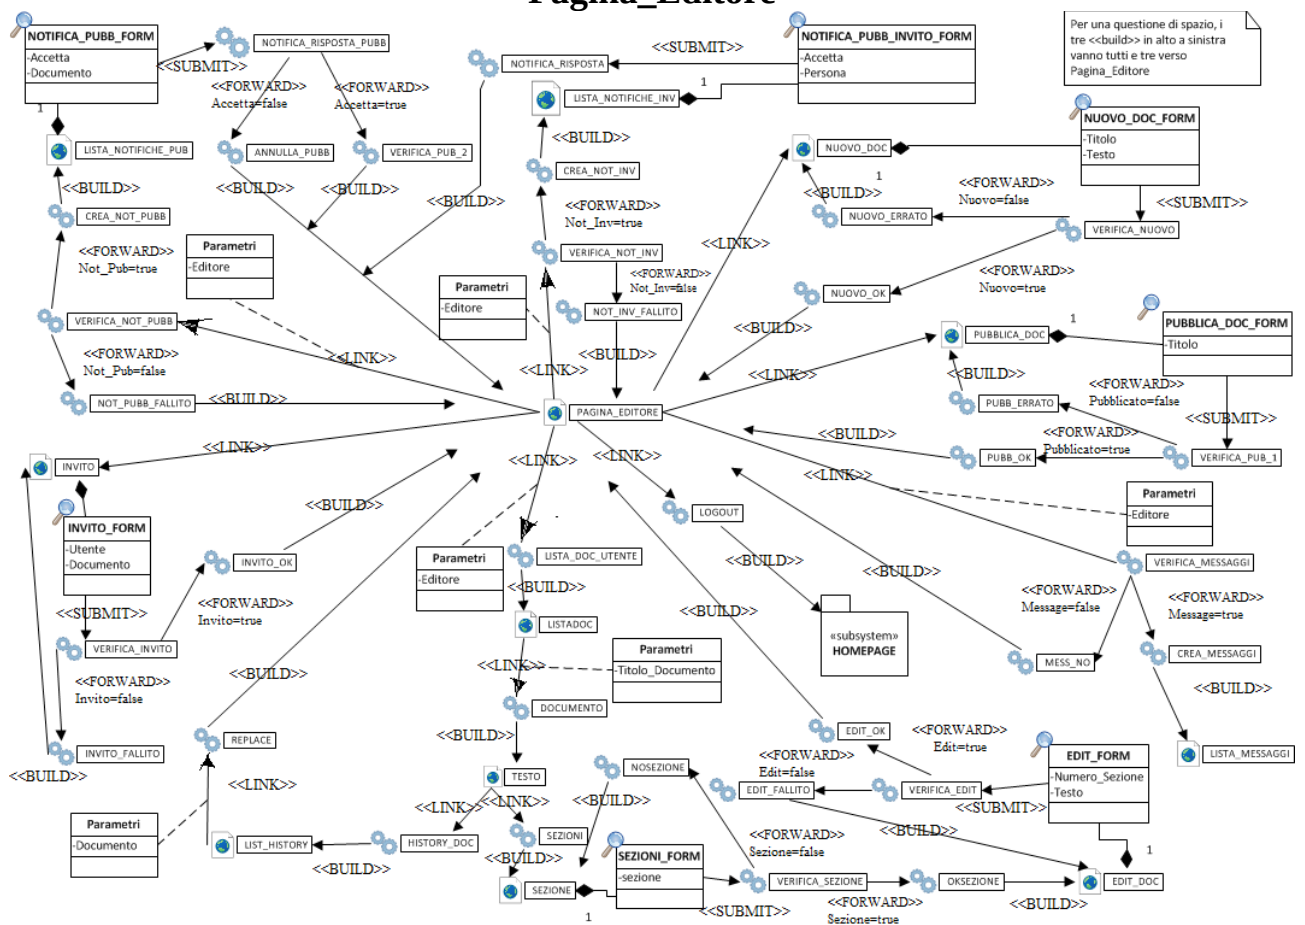 Pagina_Editore
NOTIFICA_PUBB_FORM
-Accetta
-Documento
1
<<SUBMIT>>
NOTIFICA_RISPOSTA_PUBB
<<FORWARD>>
Accetta=false
<<FORWARD>>
Accetta=true
ANNULLA_PUBB
VERIFICA_PUB_2
<<BUILD>>
<<BUILD>>
LISTA_NOTIFICHE_PUB
<<BUILD>>
CREA_NOT_PUBB
<<FORWARD>>
Not_Pub=true
VERIFICA_NOT_PUBB
<<FORWARD>>
Not_Pub=false
NOT_PUBB_FALLITO
<<BUILD>>
Parametri
-Editore
<<LINK>>
NOTIFICA_PUBB_INVITO_FORM
-Accetta
-Persona
<<SUBMIT>>
NOTIFICA_RISPOSTA
<<BUILD>>
1
LISTA_NOTIFICHE_INV
<<BUILD>>
CREA_NOT_INV
<<FORWARD>>
Not_Inv=true
VERIFICA_NOT_INV
<<FORWARD>>
Not_Inv=false
NOT_INV_FALLITO
<<BUILD>>
Parametri
-Editore
<<LINK>>
Per una questione di spazio, i
tre <<build>> in alto a sinistra
vanno tutti e tre verso
Pagina_Editore
NUOVO_DOC_FORM
-Titolo
-Testo
NUOVO_DOC
1
<<BUILD>>
<<FORWARD>>
Nuovo=false
<<SUBMIT>>
NUOVO_ERRATO
VERIFICA_NUOVO
<<LINK>>
<<FORWARD>>
Nuovo=true
NUOVO_OK
<<BUILD>>
PUBBLICA_DOC_FORM
-Titolo
PUBBLICA_DOC
1
<<LINK>>
<<BUILD>>
<<FORWARD>>
Pubblicato=false
PUBB_ERRATO
<<SUBMIT>>
<<FORWARD>>
Pubblicato=true
<<BUILD>>
PUBB_OK
VERIFICA_PUB_1
PAGINA_EDITORE
<<LINK>>
INVITO
INVITO_FORM
-Utente
-Documento
<<SUBMIT>>
VERIFICA_INVITO
<<FORWARD>>
Invito=true
INVITO_OK
<<BUILD>>
<<FORWARD>>
Invito=false
INVITO_FALLITO
<<BUILD>>
<<LINK>>
Parametri
-Editore
LISTA_DOC_UTENTE
<<BUILD>>
LISTADOC
<<LINK>>
Parametri
-Titolo_Documento
DOCUMENTO
<<BUILD>>
TESTO
<<LINK>>
<<LINK>>
HISTORY_DOC
<<BUILD>>
LIST_HISTORY
<<LINK>>
Parametri
-Documento
REPLACE
<<BUILD>>
SEZIONI
<<BUILD>>
SEZIONE
1
SEZIONI_FORM
-sezione
<<SUBMIT>>
VERIFICA_SEZIONE
<<FORWARD>>
Sezione=false
NOSEZIONE
<<BUILD>>
<<FORWARD>>
Sezione=true
OKSEZIONE
<<BUILD>>
EDIT_DOC
1
EDIT_FORM
-Numero_Sezione
-Testo
<<SUBMIT>>
VERIFICA_EDIT
<<FORWARD>>
Edit=true
EDIT_OK
<<BUILD>>
<<FORWARD>>
Edit=false
EDIT_FALLITO
<<BUILD>>
<<LINK>>
LOGOUT
<<BUILD>>
«subsystem»
HOMEPAGE
<<LINK>>
Parametri
-Editore
VERIFICA_MESSAGGI
<<FORWARD>>
Message=false
<<FORWARD>>
Message=true
MESS_NO
<<BUILD>>
CREA_MESSAGGI
<<BUILD>>
LISTA_MESSAGGI